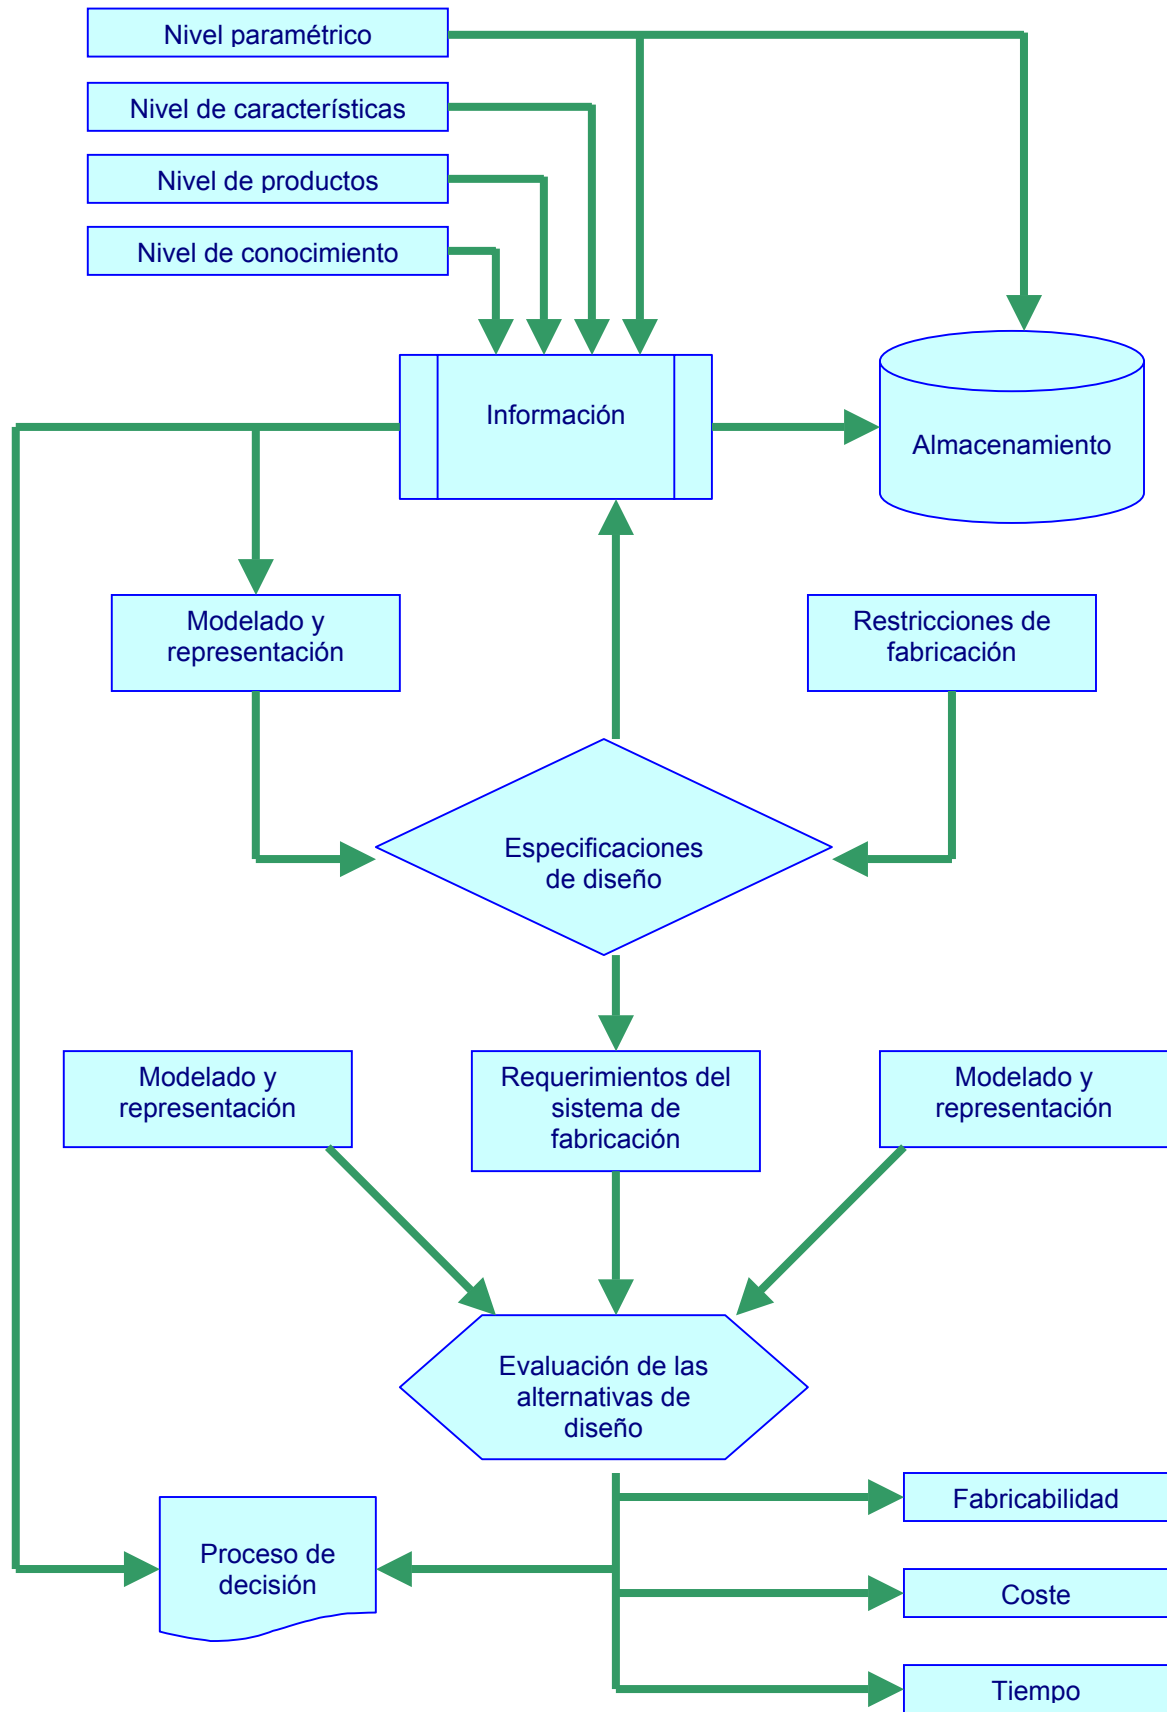 Nivel paramétrico
Nivel de características
Nivel de productos
Nivel de conocimiento
Información
Almacenamiento
Modelado y
representación
Restricciones de
fabricación
Especificaciones
de diseño
Modelado y
representación
Requerimientos del
sistema de
fabricación
Modelado y
representación
Evaluación de las
alternativas de
diseño
Fabricabilidad
Proceso de
decisión
Coste
Tiempo